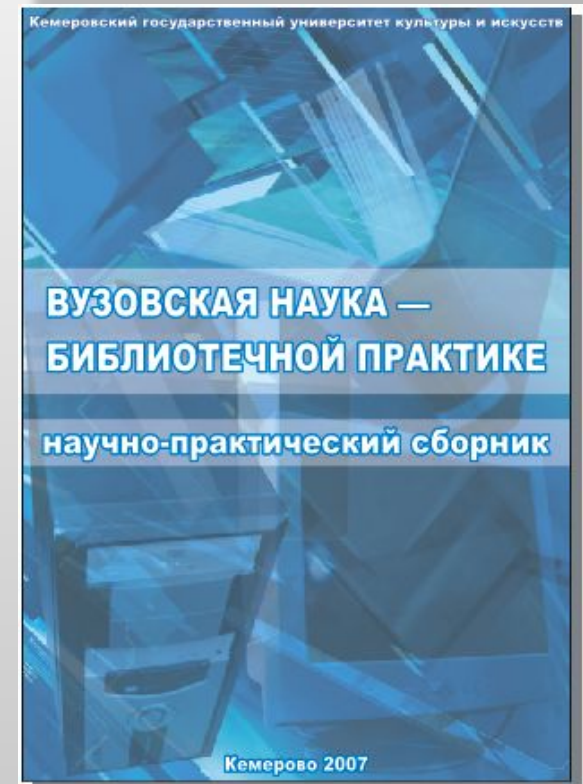 Кемеровский государственный университет культуры и искусств
ВУЗОВСКАЯ НАУКА —
БИБЛИОТЕЧНОЙ ПРАКТИКЕ
научно-практический сборник
Кемерово 2007